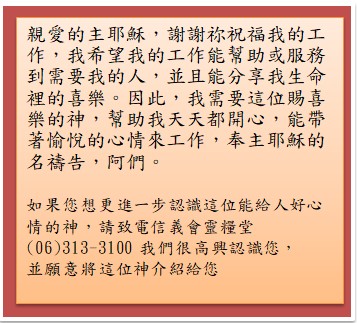 親愛的主耶穌，謝謝祢祝福我的工
作，我希望我的工作能幫助或服務
到需要我的人，並且能分享我生命
裡的喜樂。因此，我需要這位賜喜
樂的神，幫助我天天都開心，能帶
著愉悅的心情來工作，奉主耶穌的
名禱告，阿們。
如果您想更進一步認識這位能給人好心
情的神，請致電信義會靈糧堂
(06)313-3100 我們很高興認識您，
並願意將這位神介紹給您